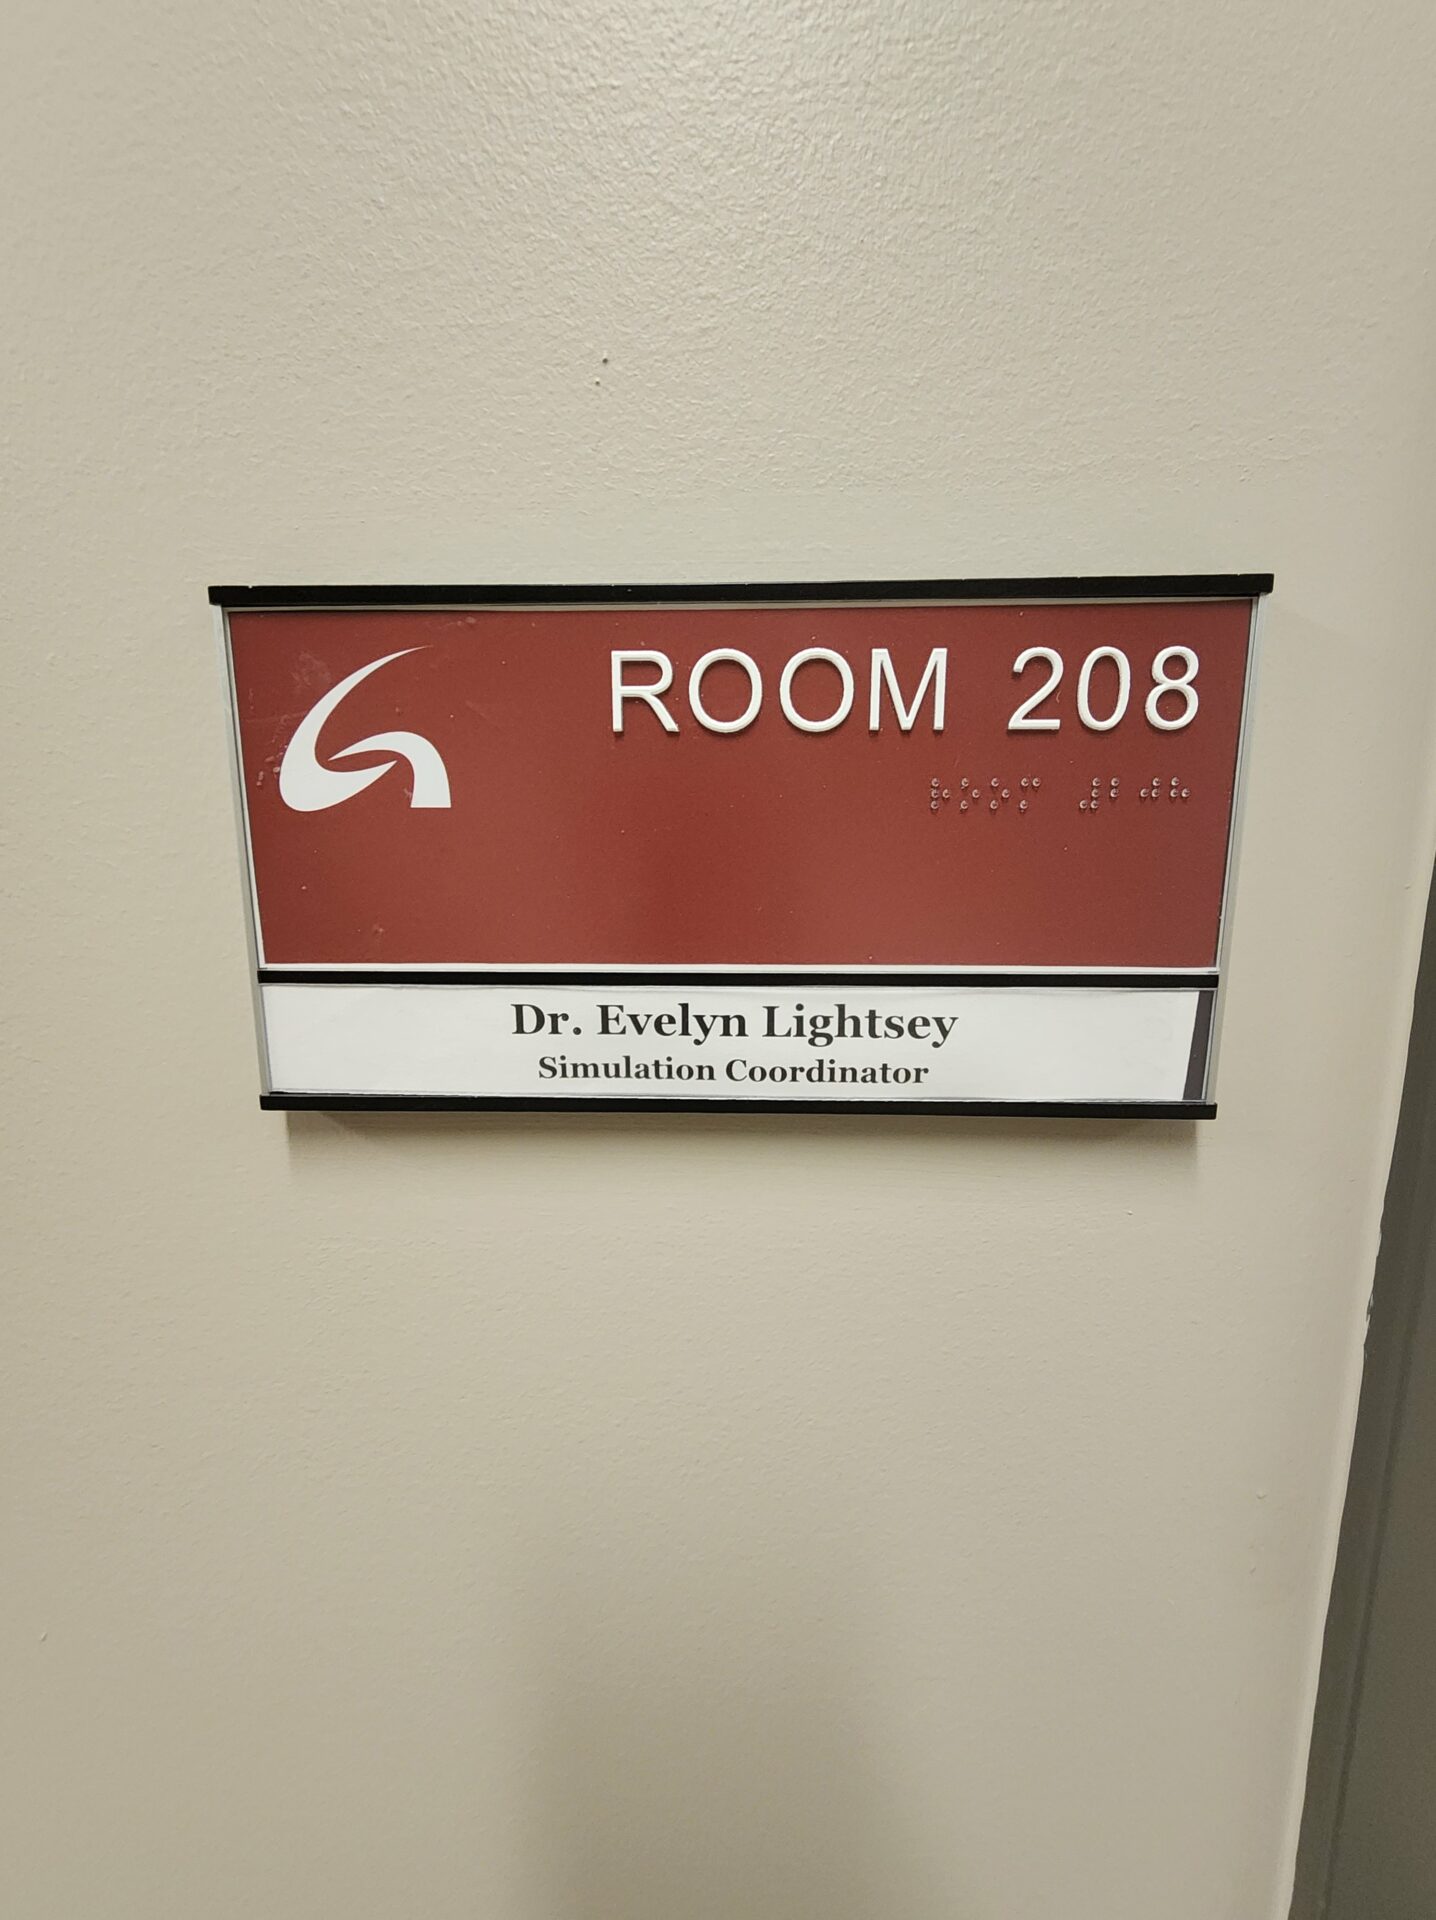 ROOM 208
⠗⠕⠕⠍ ⠼⠃⠚⠓
Dr. Evelyn Lightsey
Simulation Coordinator